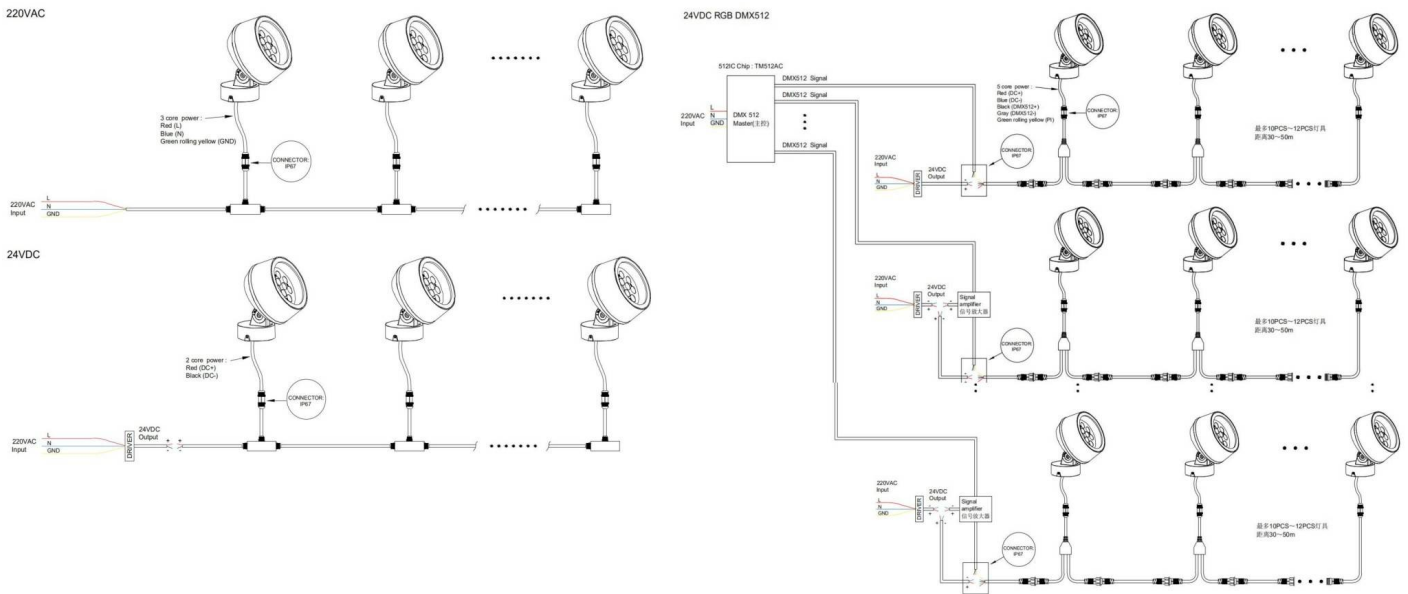 220VAC
3 core power :
Red (L)
Blue (N)
Green rolling yellow (GND)
CONNECTOR:
IP67
220VAC
Input
L
N
GND
24VDC
2 core power :
Red (DC+)
Black (DC-)
CONNECTOR:
IP67
220VAC
Input
L
N
GND
DRIVER
24VDC
Output
+ +
- -
24VDC RGB DMX512
512IC Chip : TM512AC
220VAC
Input
L
N
GND
DMX 512
Master(主控)
DMX512 Signal
DMX512 Signal
DMX512 Signal
5 core power :
Red (DC+)
Blue (DC-)
Black (DMX512+)
Gray (DMX512-)
Green rolling yellow (PI)
CONNECTOR:
IP67
最多10PCS~12PCS灯具
距离30~50m
CONNECTOR:
IP67
220VAC
Input
L
N
GND
DRIVER
24VDC
Output
220VAC
Input
L
N
GND
DRIVER
24VDC
Output
Signal
amplifier
信号放大器
CONNECTOR:
IP67
最多10PCS~12PCS灯具
距离30~50m
220VAC
Input
L
N
GND
DRIVER
24VDC
Output
Signal
amplifier
信号放大器
CONNECTOR:
IP67
最多10PCS~12PCS灯具
距离30~50m